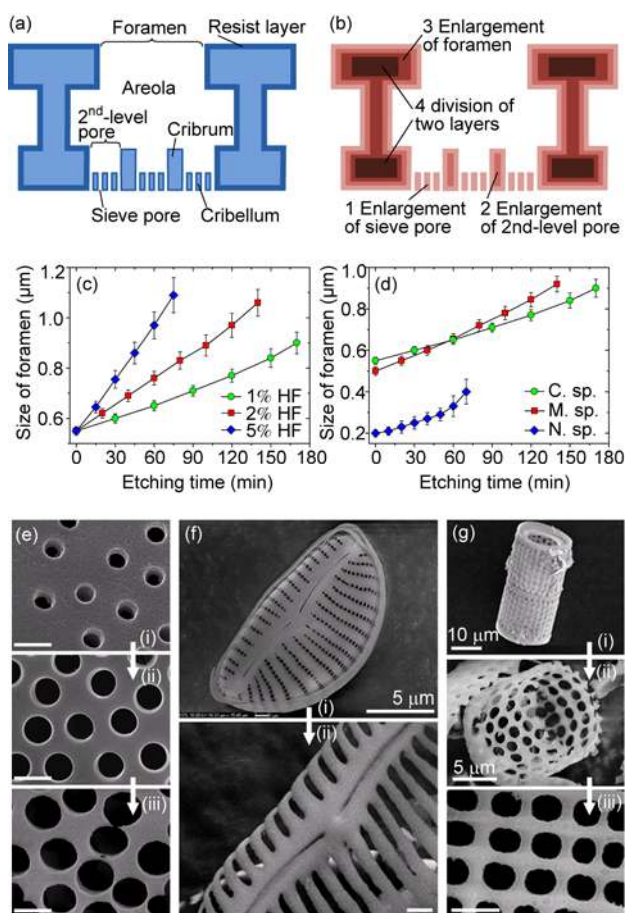 (a)
Foramen
Resist layer
Areola
2nd-level
pore
Cribrum
Sieve pore
Cribellum
(b)
3 Enlargement
of foramen
4 division of
two layers
1 Enlargement
of sieve pore
2 Enlargement
of 2nd-level pore
(c)
Size of foramen (μm)
1.2
1.0
0.8
0.6
0 30 60 90 120 150 180
Etching time (min)
1% HF
2% HF
5% HF
(d)
Size of foramen (μm)
1.0
0.8
0.6
0.4
0.2
0 30 60 90 120 150 180
Etching time (min)
C. sp.
M. sp.
N. sp.
(e)
(i)
(ii)
(iii)
(f)
(i)
5 μm
(ii)
(g)
10 μm
(i)
(ii)
5 μm
(iii)